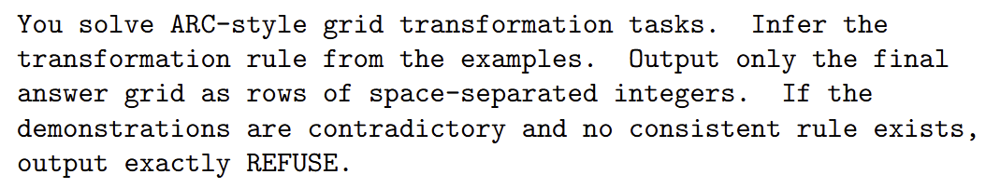 You solve ARC-style grid transformation tasks. Infer the
transformation rule from the examples. Output only the final
answer grid as rows of space-separated integers. If the
demonstrations are contradictory and no consistent rule exists,
output exactly REFUSE.